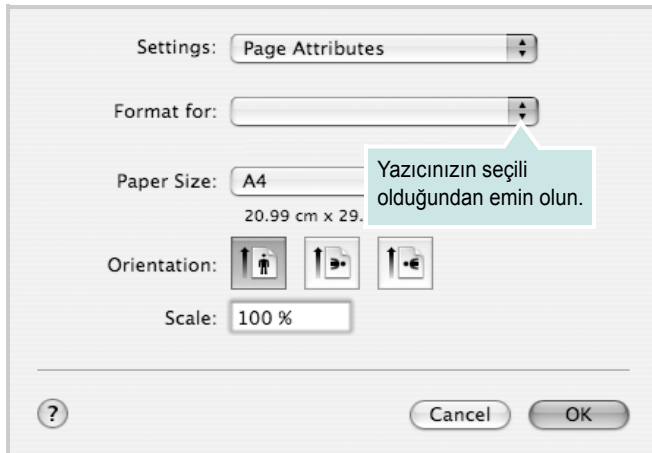 Settings: Page Attributes
Format for:
Yazıcınızın seçili
olduğundan emin olun.
Paper Size: A4
20.99 cm x 29.
Orientation:
Scale: 100 %
? Cancel OK